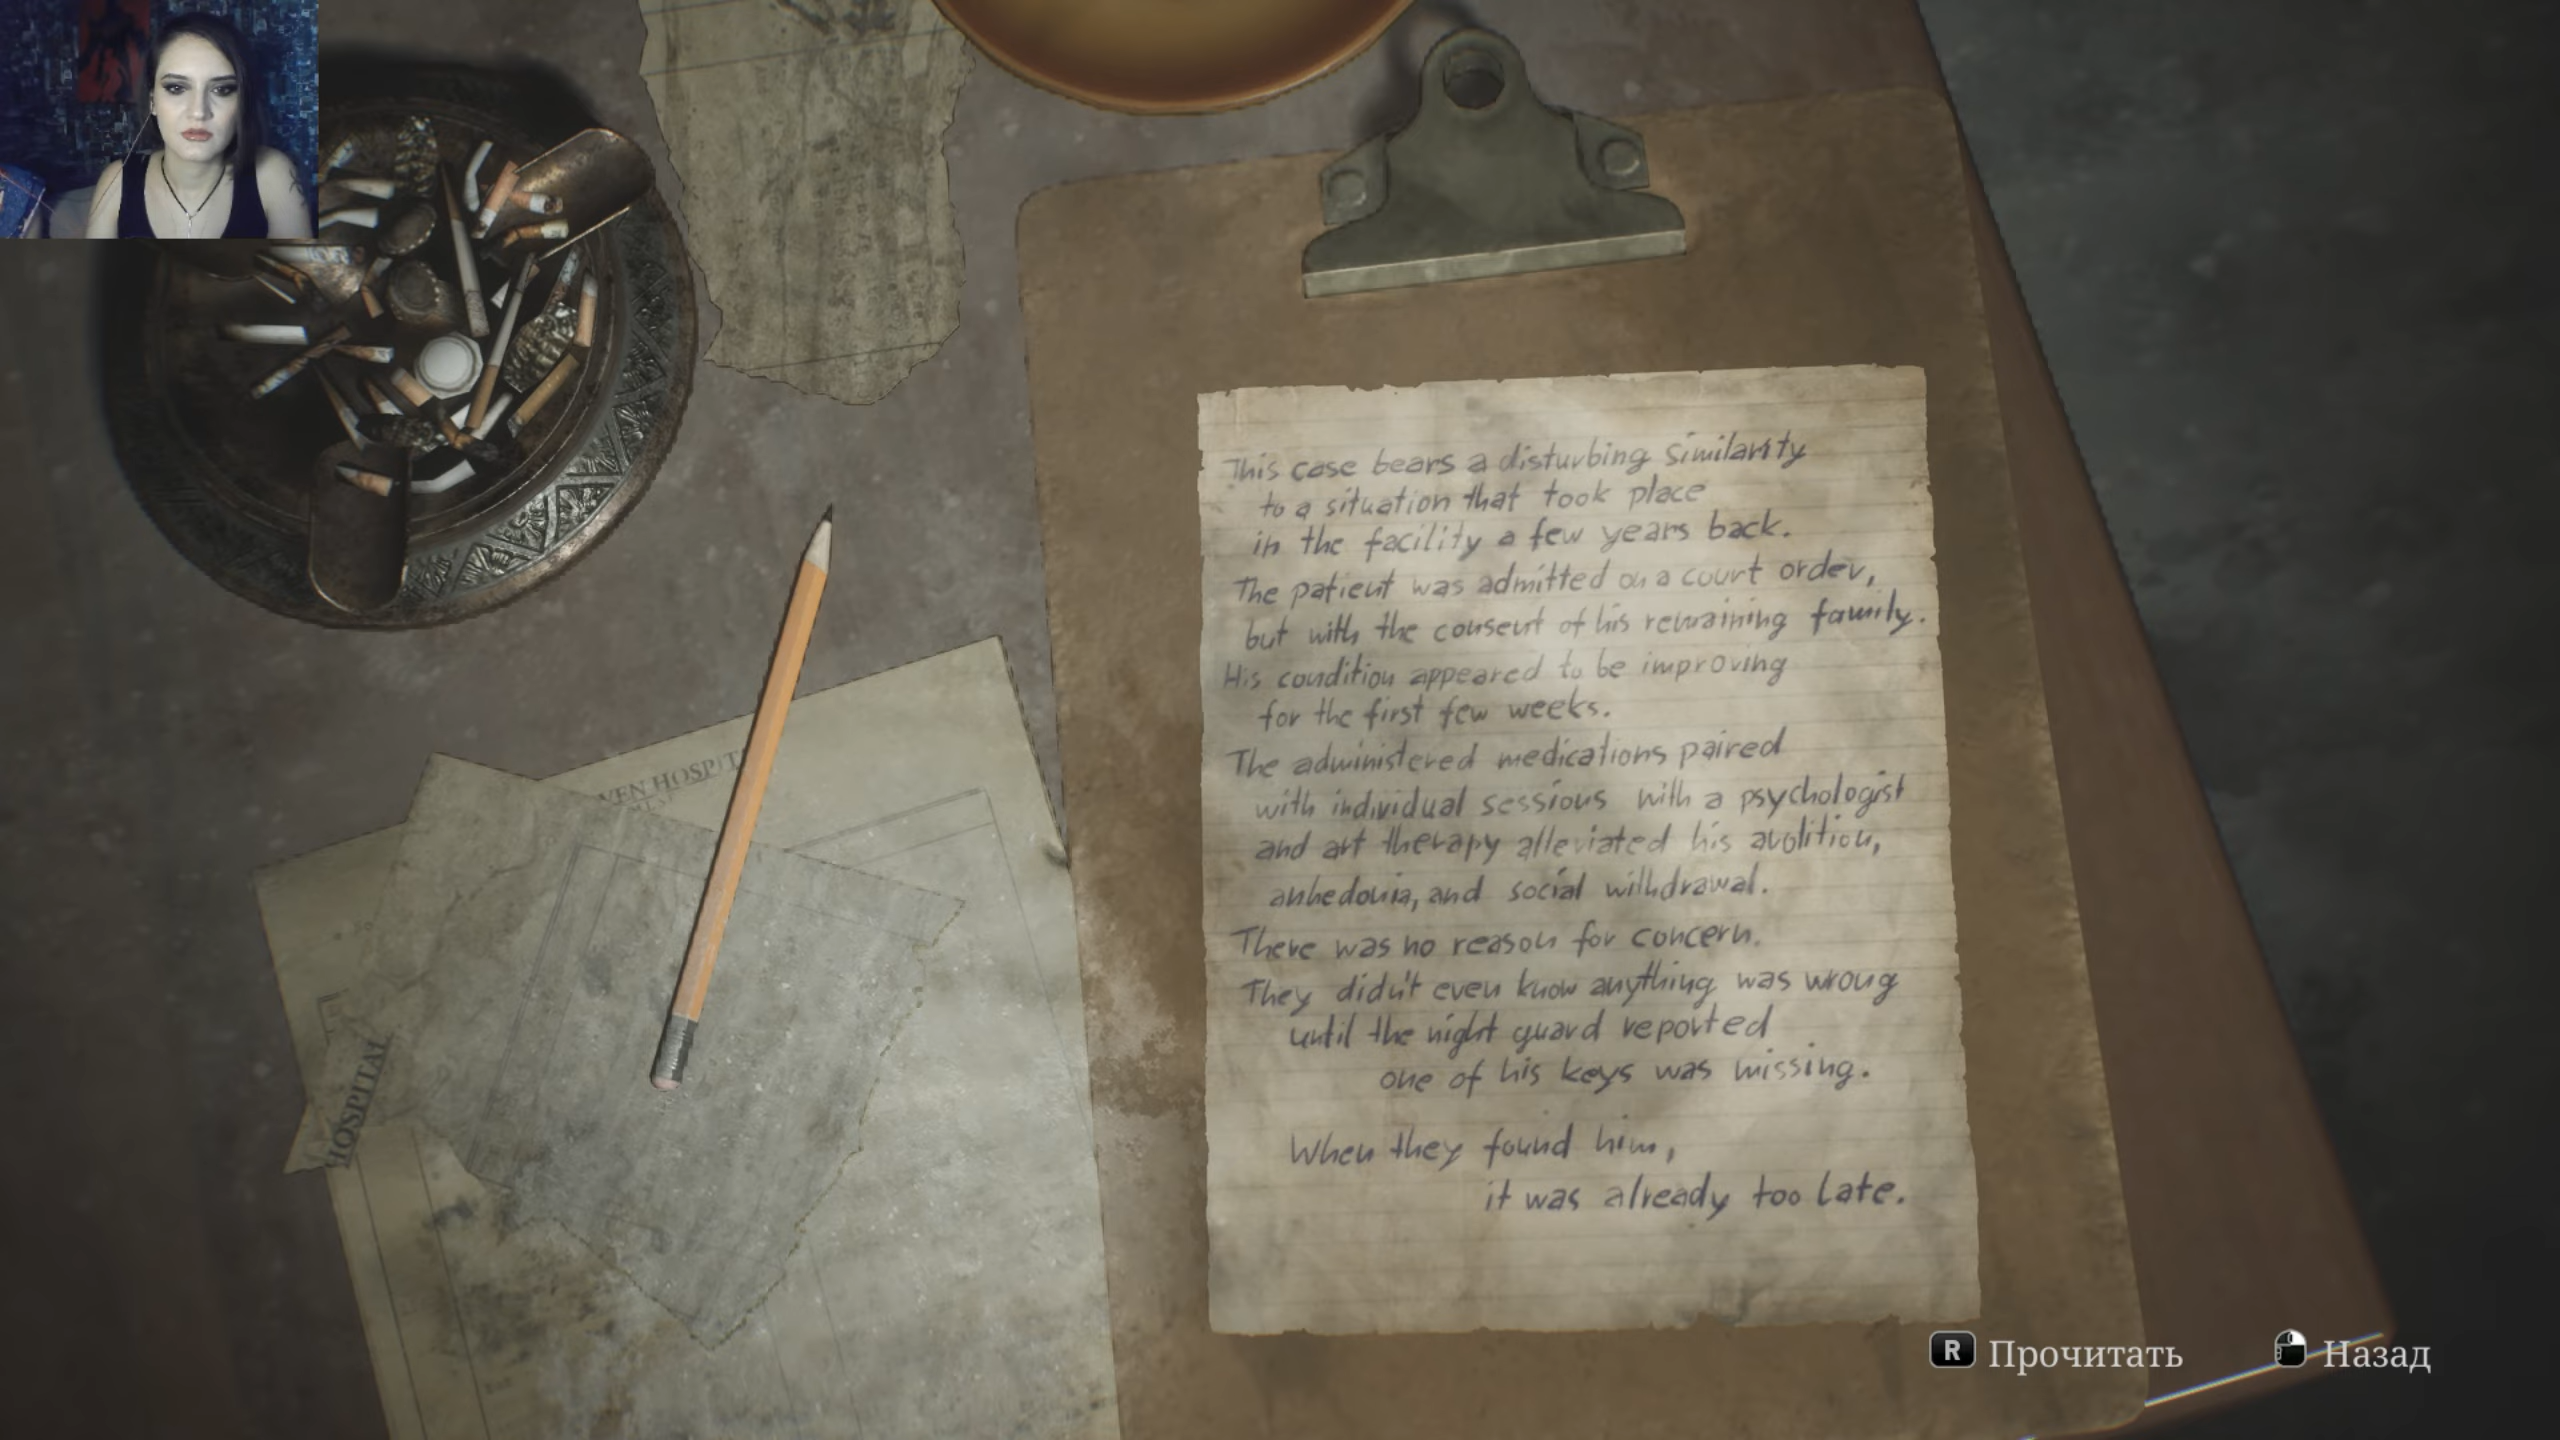 This case bears a disturbing similarity
to a situation that took place
in the facility a few years back.
The patient was admitted on a court order,
but with the consent of his remaining family.
His condition appeared to be improving
for the first few weeks.
The administered medications paired
with individual sessions with a psychologist
and art therapy alleviated his avolition,
anhedonia, and social withdrawal.
There was no reason for concern.
They didn't even know anything was wrong
until the night guard reported
one of his keys was missing.
When they found him,
it was already too late.
VEN HOSPIT
HOSPITAL
R Прочитать
Назад